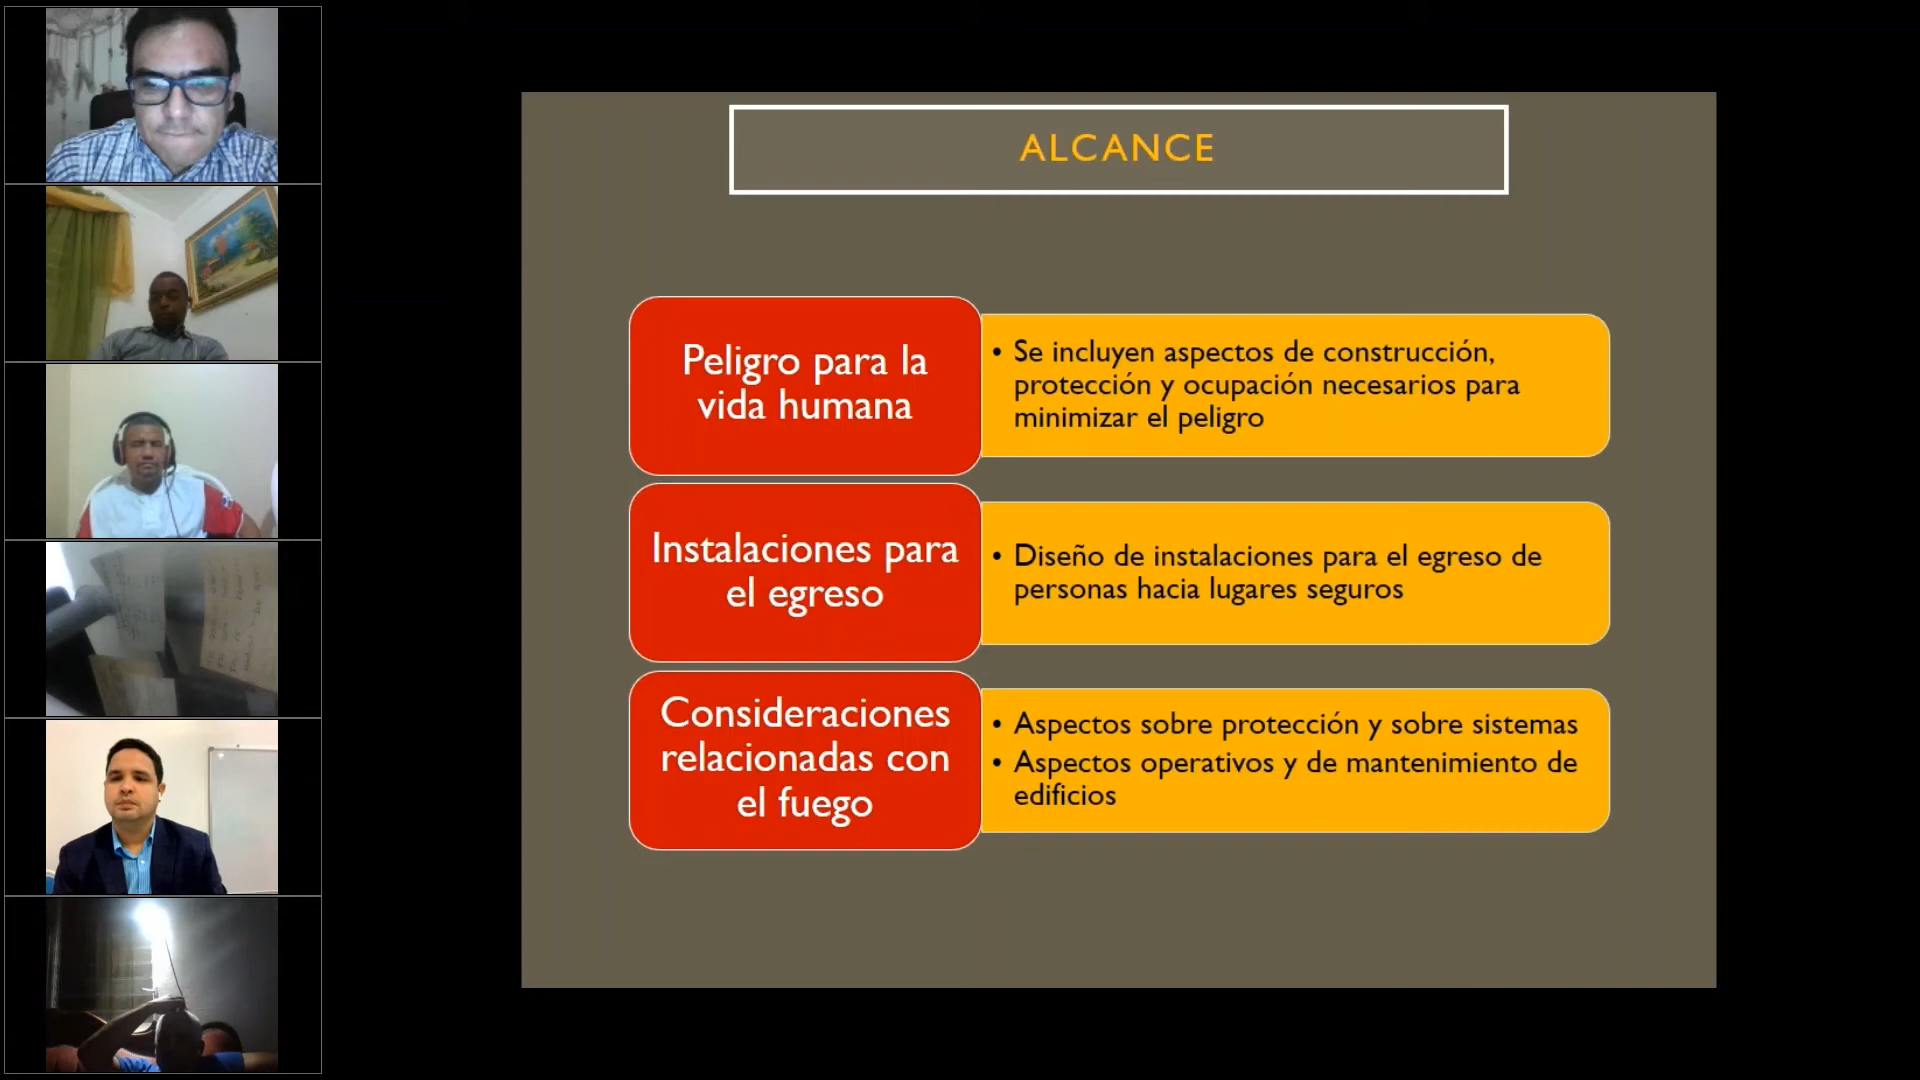 ALCANCE
Peligro para la
vida humana
• Se incluyen aspectos de construcción,
protección y ocupación necesarios para
minimizar el peligro
Instalaciones para
el egreso
• Diseño de instalaciones para el egreso de
personas hacia lugares seguros
Consideraciones
relacionadas con
el fuego
• Aspectos sobre protección y sobre sistemas
• Aspectos operativos y de mantenimiento de
edificios